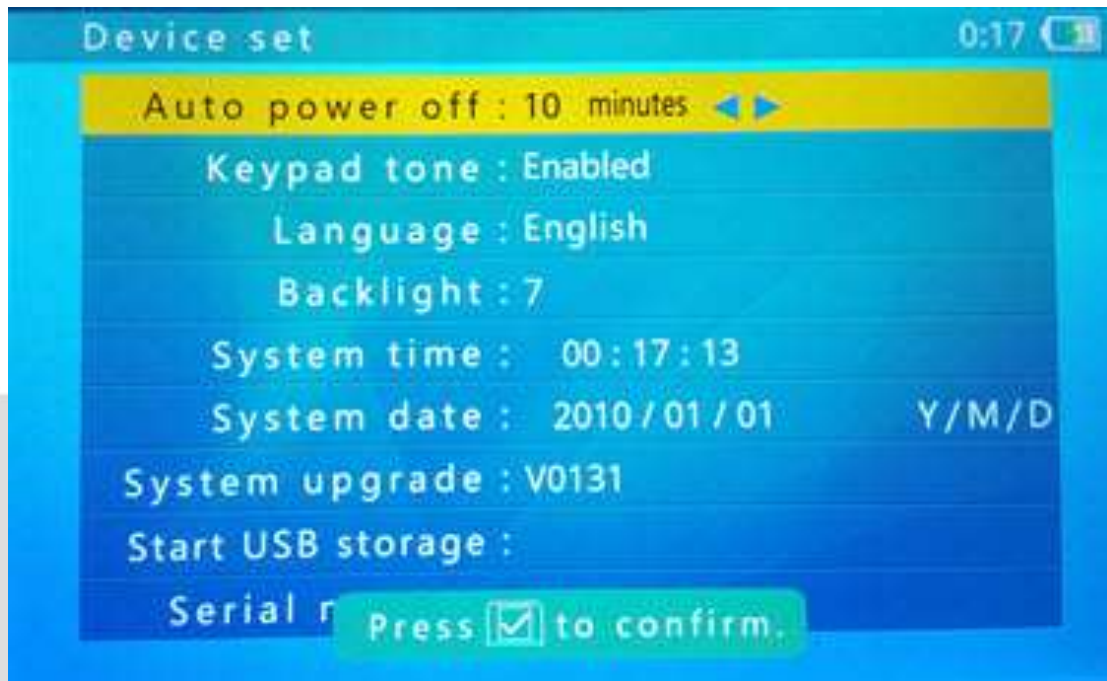 Device set 0:17
Auto power off : 10 minutes
Keypad tone : Enabled
Language : English
Backlight : 7
System time : 00 : 17 : 13
System date : 2010 / 01 / 01 Y/M/D
System upgrade : V0131
Start USB storage :
Serial
Press to confirm.